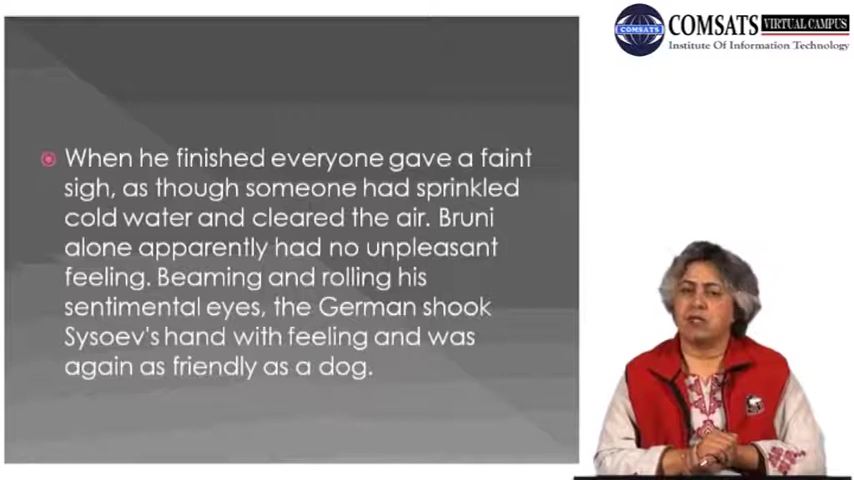 COMSATS VIRTUAL CAMPUS
COMSATS
Institute Of Information Technology
When he finished everyone gave a faint
sigh, as though someone had sprinkled
cold water and cleared the air. Bruni
alone apparently had no unpleasant
feeling. Beaming and rolling his
sentimental eyes, the German shook
Sysoev's hand with feeling and was
again as friendly as a dog.